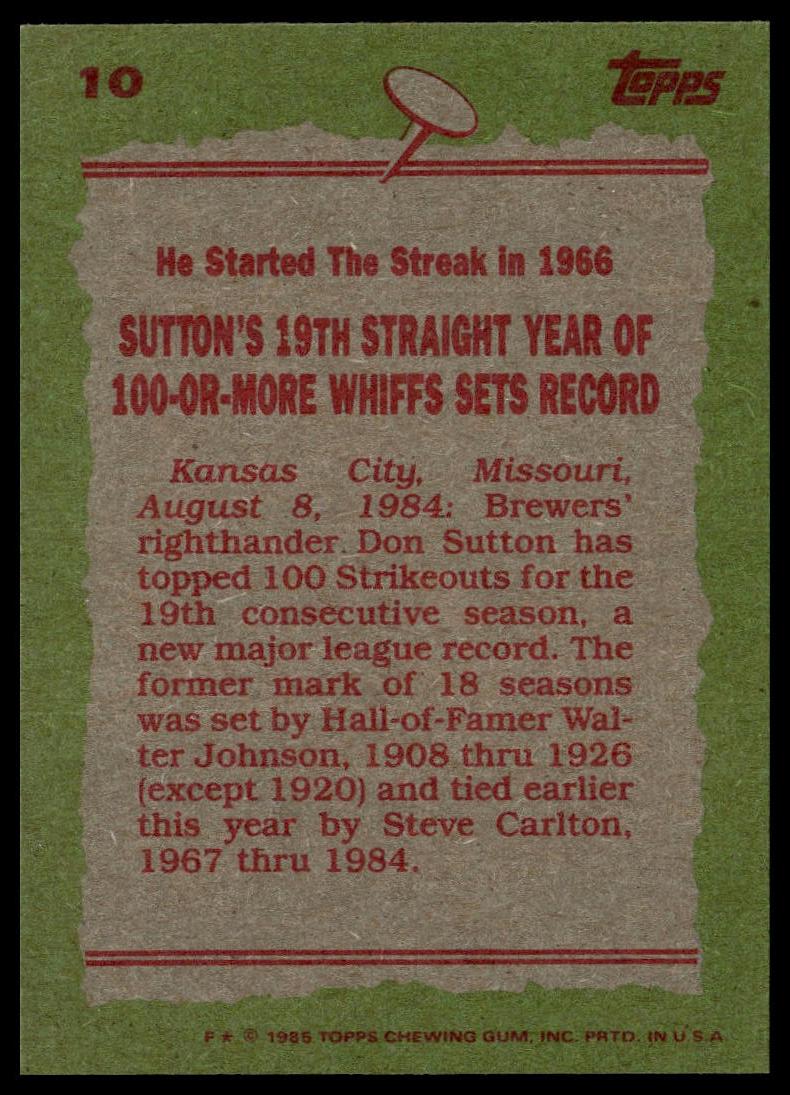 10
Topps
He Started The Streak in 1966
SUTTON'S 19TH STRAIGHT YEAR OF
100-OR-MORE WHIFFS SETS RECORD
Kansas City, Missouri,
August 8, 1984: Brewers'
righthander Don Sutton has
topped 100 Strikeouts for the
19th consecutive season, a
new major league record. The
former mark of 18 seasons
was set by Hall-of-Famer Wal-
ter Johnson, 1908 thru 1926
(except 1920) and tied earlier
this year by Steve Carlton,
1967 thru 1984.
F★ © 1985 TOPPS CHEWING GUM, INC. PRTD. IN U.S.A.